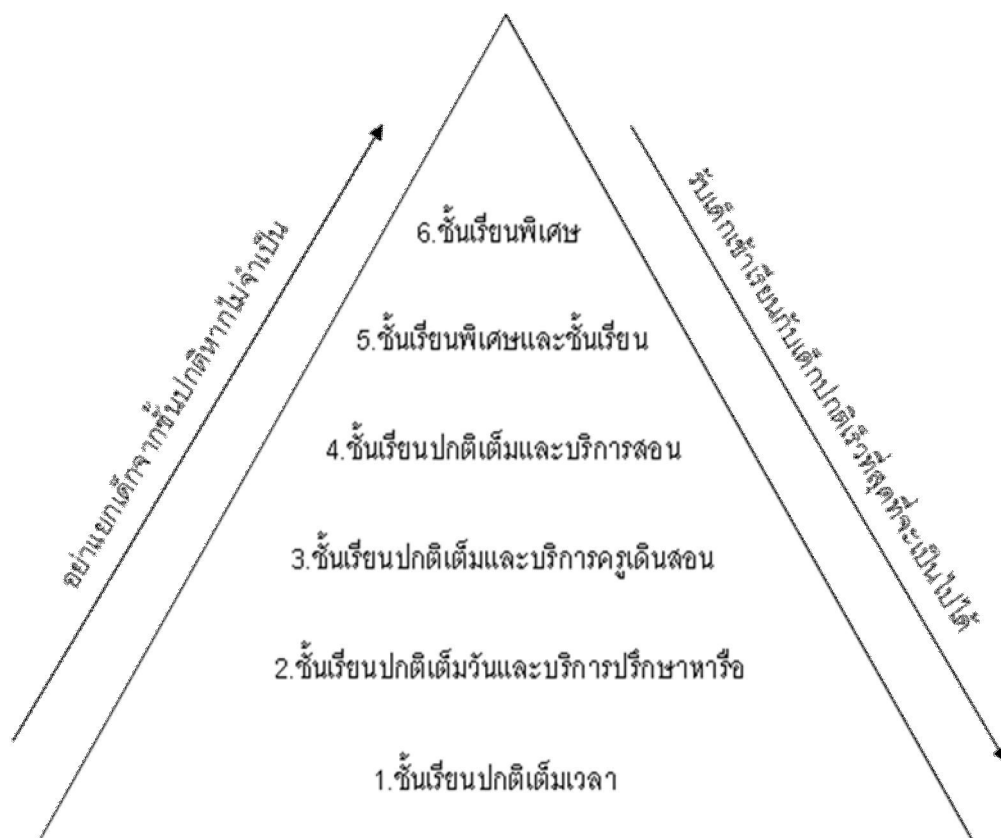 6.ชั้นเรียนพิเศษ
5.ชั้นเรียนพิเศษและชั้นเรียน
4.ชั้นเรียนปกติเต็มและบริการสอน
3.ชั้นเรียนปกติเต็มและบริการครูเดินสอน
2.ชั้นเรียนปกติเต็มวันและบริการปรึกษาหารือ
1.ชั้นเรียนปกติเต็มเวลา
อย่าแยกเด็กจากชั้นปกติหากไม่จำเป็น
รับเด็กเข้าเรียนกับเด็กปกติเร็วที่สุดที่จะเป็นไปได้